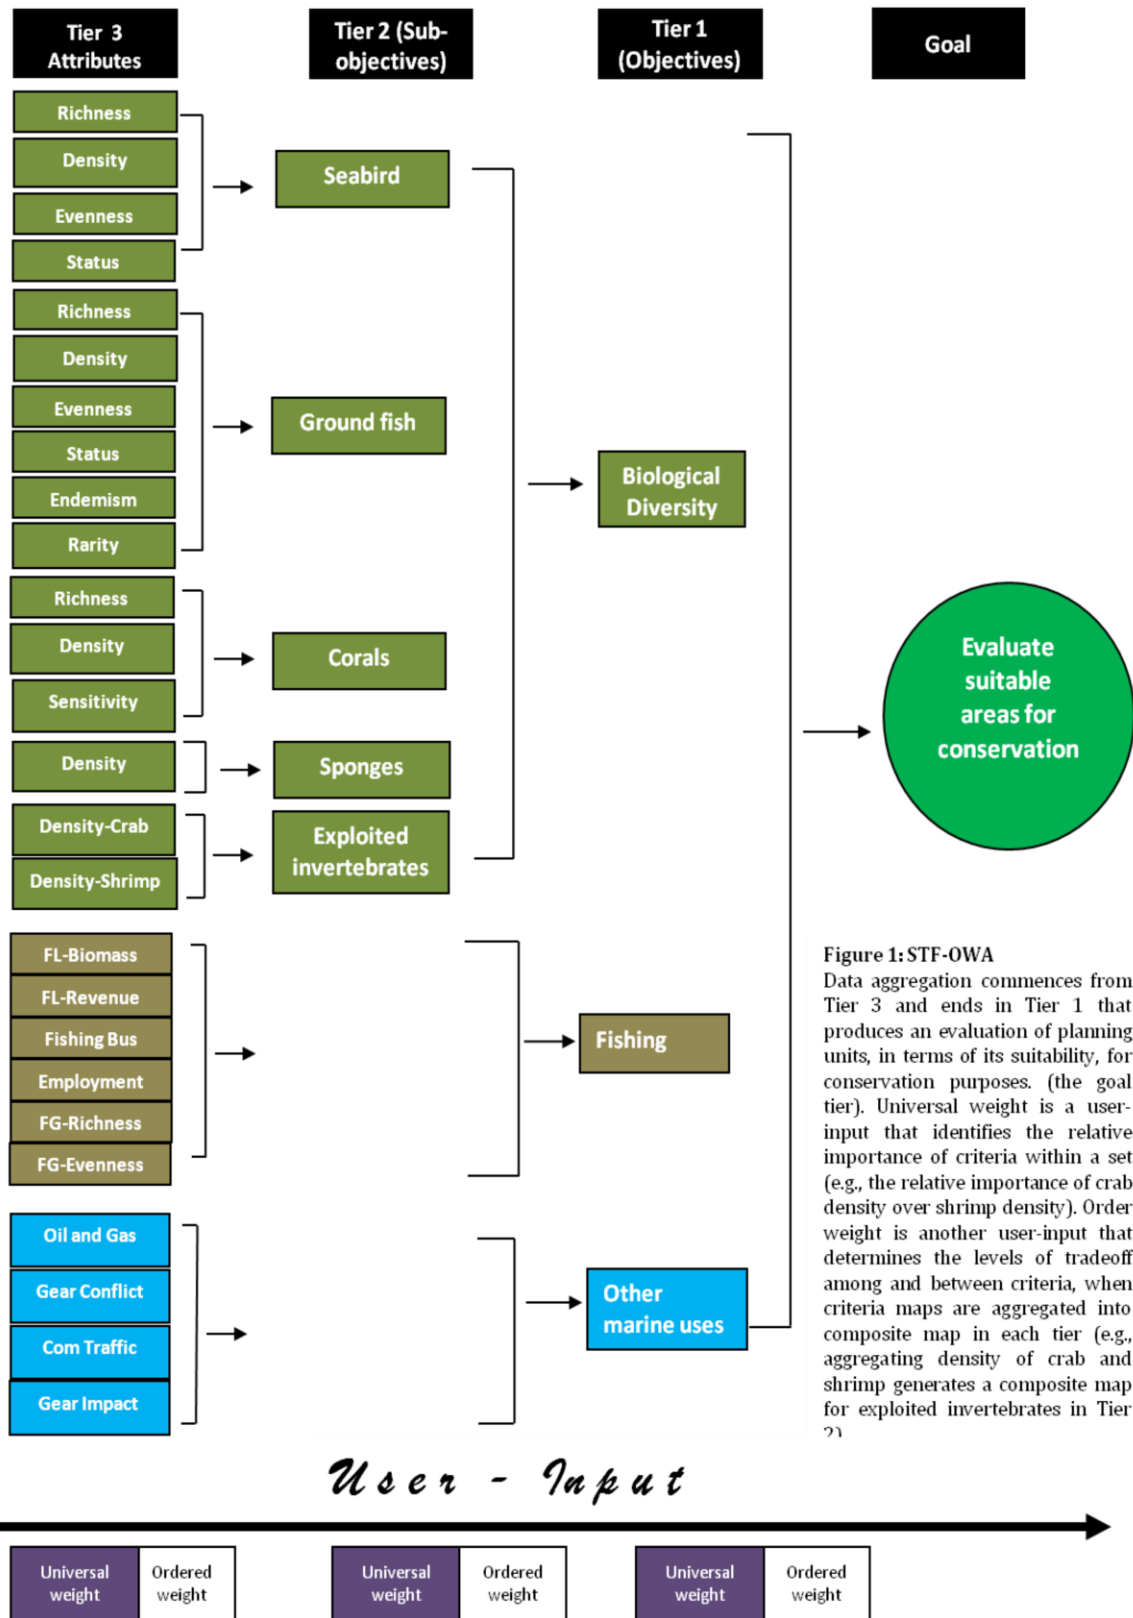 Tier 3
Attributes
Tier 2 (Sub-
objectives)
Tier 1
(Objectives)
Goal
Richness
Density
Evenness
Status
Seabird
Richness
Density
Evenness
Status
Endemism
Rarity
Ground fish
Richness
Density
Sensitivity
Corals
Density
Sponges
Density-Crab
Density-Shrimp
Exploited
invertebrates
Biological
Diversity
FL-Biomass
FL-Revenue
Fishing Bus
Employment
FG-Richness
FG-Evenness
Fishing
Oil and Gas
Gear Conflict
Com Traffic
Gear Impact
Other
marine uses
Evaluate
suitable
areas for
conservation
Figure 1: STF-OWA
Data aggregation commences from
Tier 3 and ends in Tier 1 that
produces an evaluation of planning
units, in terms of its suitability, for
conservation purposes. (the goal
tier). Universal weight is a user-
input that identifies the relative
importance of criteria within a set
(e.g., the relative importance of crab
density over shrimp density). Order
weight is another user-input that
determines the levels of tradeoff
among and between criteria, when
criteria maps are aggregated into
composite map in each tier (e.g.,
aggregating density of crab and
shrimp generates a composite map
for exploited invertebrates in Tier
2)
User - Input
Universal
weight
Ordered
weight
Universal
weight
Ordered
weight
Universal
weight
Ordered
weight